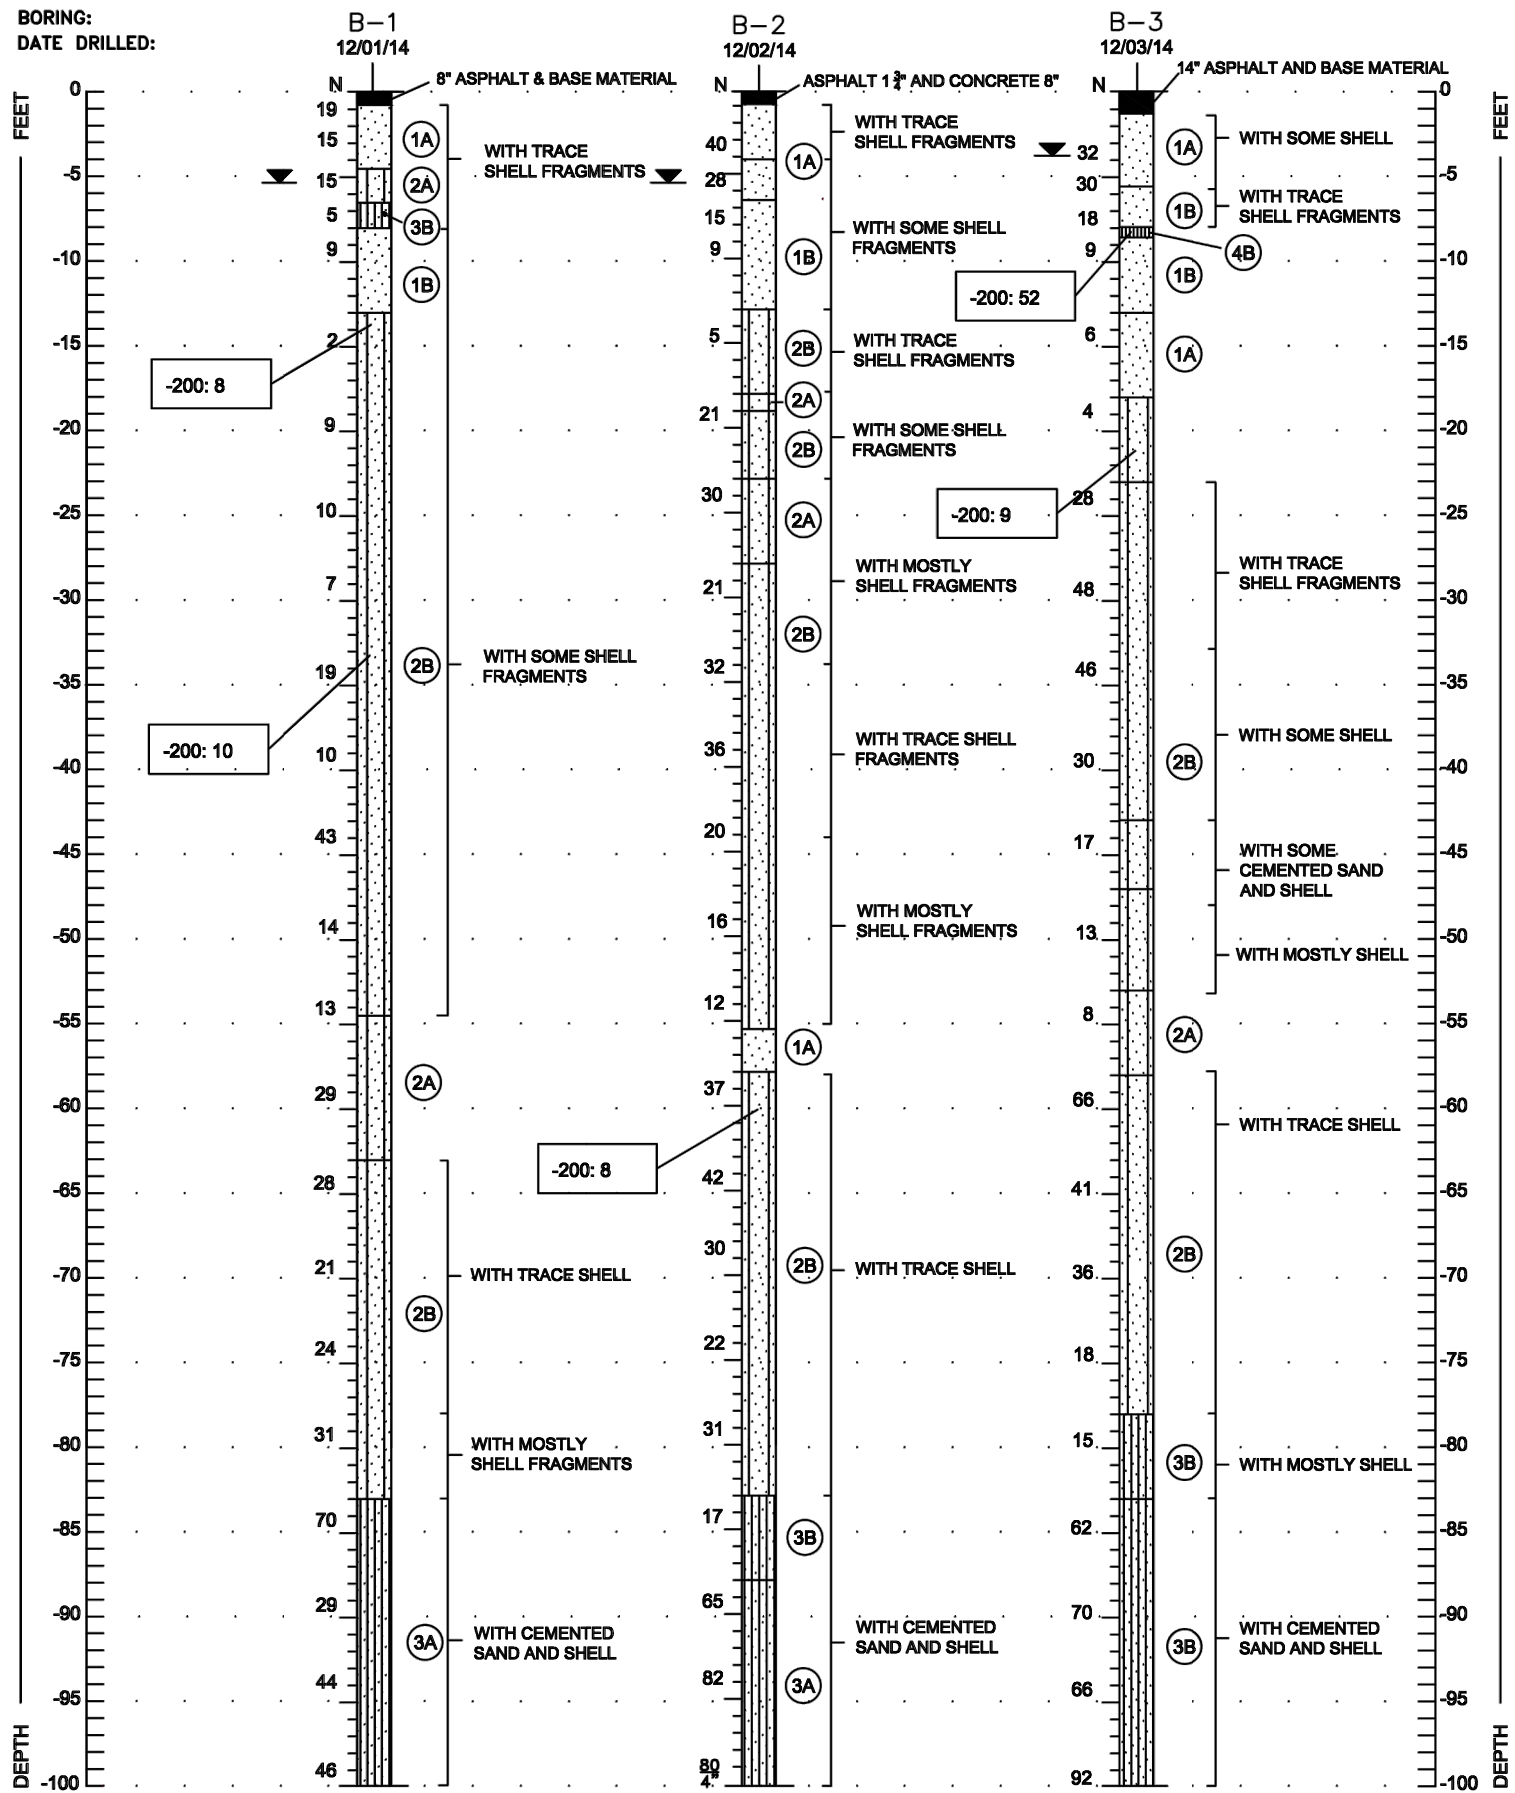 BORING:
DATE DRILLED:
B-1
12/01/14
B-2
12/02/14
B-3
12/03/14
FEET
DEPTH
0
-5
-10
-15
-20
-25
-30
-35
-40
-45
-50
-55
-60
-65
-70
-75
-80
-85
-90
-95
-100
N
8" ASPHALT & BASE MATERIAL
19
15
15
5
9
2
9
10
7
19
10
43
14
13
29
28
21
24
31
70
29
44
46
1A
2A
3B
1B
2B
2A
2B
3A
WITH TRACE
SHELL FRAGMENTS
WITH SOME SHELL
FRAGMENTS
WITH TRACE SHELL
WITH MOSTLY
SHELL FRAGMENTS
WITH CEMENTED
SAND AND SHELL
-200: 8
-200: 10
N
ASPHALT 1 3/4" AND CONCRETE 8"
40
28
15
9
5
21
30
21
32
36
20
16
12
37
42
30
22
31
17
65
82
80
4"
1A
1B
2B
2A
2B
2A
2B
1A
2B
3B
3A
WITH TRACE
SHELL FRAGMENTS
WITH SOME SHELL
FRAGMENTS
WITH TRACE
SHELL FRAGMENTS
WITH SOME SHELL
FRAGMENTS
WITH MOSTLY
SHELL FRAGMENTS
WITH TRACE SHELL
FRAGMENTS
WITH MOSTLY
SHELL FRAGMENTS
WITH TRACE SHELL
WITH CEMENTED
SAND AND SHELL
-200: 8
N
14" ASPHALT AND BASE MATERIAL
32
30
18
9
6
4
28
48
46
30
17
13
8
66
41
36
18
15
62
70
66
92
1A
1B
4B
1B
1A
2B
2A
2B
3B
3B
WITH SOME SHELL
WITH TRACE
SHELL FRAGMENTS
WITH TRACE
SHELL FRAGMENTS
WITH SOME SHELL
WITH SOME
CEMENTED SAND
AND SHELL
WITH MOSTLY SHELL
WITH TRACE SHELL
WITH MOSTLY SHELL
WITH CEMENTED
SAND AND SHELL
-200: 52
-200: 9
FEET
DEPTH
0
-5
-10
-15
-20
-25
-30
-35
-40
-45
-50
-55
-60
-65
-70
-75
-80
-85
-90
-95
-100